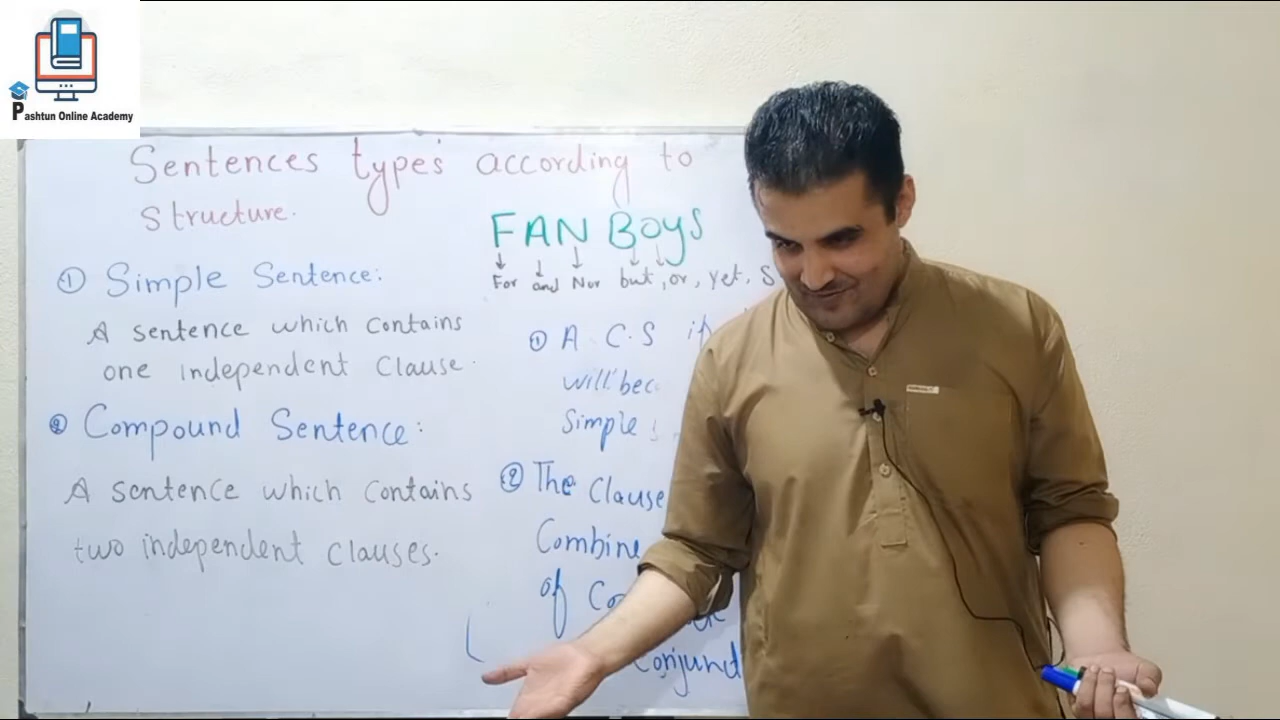 Pashtun Online Academy
Sentences types according to
Structure.
① Simple Sentence:
A sentence which contains
one independent Clause.
② Compound Sentence:
A sentence which contains
two independent clauses.
FAN BOYS
For and Nor but, or, yet, S
① A C.S if
will bec
Simple
② The Clause
Combine
of Co
Conjund